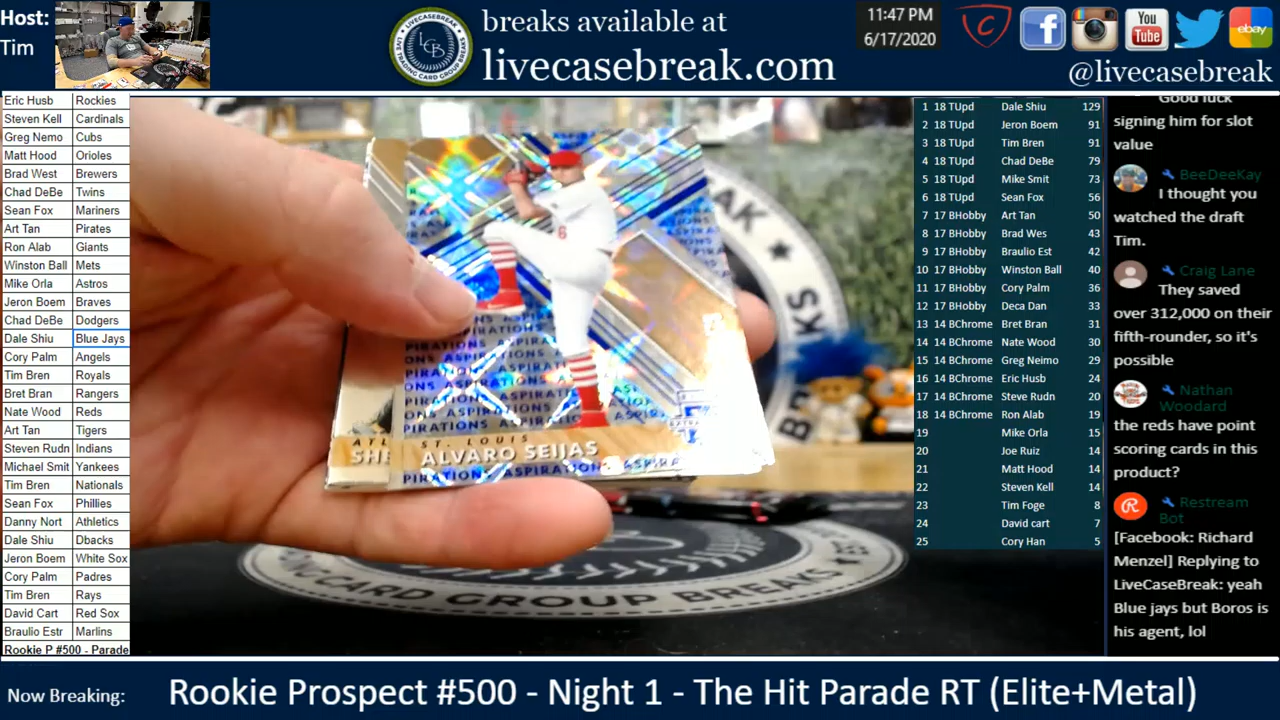 Host:
Tim
LCB
LIVE TRADING CARD GROUP BREAKS
breaks available at
livecasebreak.com
11:47 PM
6/17/2020
You
Tube
ebay
@livecasebreak
Eric Husb Rockies
Steven Kell Cardinals
Greg Nemo Cubs
Matt Hood Orioles
Brad West Brewers
Chad DeBe Twins
Sean Fox Mariners
Art Tan Pirates
Ron Alab Giants
Winston Ball Mets
Mike Orla Astros
Jeron Boem Braves
Chad DeBe Dodgers
Dale Shiu Blue Jays
Cory Palm Angels
Tim Bren Royals
Bret Bran Rangers
Nate Wood Reds
Art Tan Tigers
Steven Rudn Indians
Michael Smit Yankees
Tim Bren Nationals
Sean Fox Phillies
Danny Nort Athletics
Dale Shiu Dbacks
Jeron Boem White Sox
Cory Palm Padres
Tim Bren Rays
David Cart Red Sox
Braulio Estr Marlins
Rookie P #500 - Parade
ASPIRATIONS
6
ST. LOUIS
ALVARO SEIJAS
SHE
BREAK
CARD GROUP BREAKS
1 18 TUpd Dale Shiu 129
2 18 TUpd Jeron Boem 91
3 18 TUpd Tim Bren 91
4 18 TUpd Chad DeBe 79
5 18 TUpd Mike Smit 73
6 18 TUpd Sean Fox 56
7 17 BHobby Art Tan 50
8 17 BHobby Brad Wes 43
9 17 BHobby Braulio Est 42
10 17 BHobby Winston Ball 40
11 17 BHobby Cory Palm 36
12 17 BHobby Deca Dan 33
13 14 BChrome Bret Bran 31
14 14 BChrome Nate Wood 30
15 14 BChrome Greg Neimo 29
16 14 BChrome Eric Husb 24
17 14 BChrome Steve Rudn 20
18 14 BChrome Ron Alab 19
19 Mike Orla 15
20 Joe Ruiz 14
21 Matt Hood 14
22 Steven Kell 14
23 Tim Foge 8
24 David cart 7
25 Cory Han 5
Good luck
signing him for slot
value
BeeDeeKay
I thought you
watched the draft
Tim.
Craig Lane
They saved
over 312,000 on their
fifth-rounder, so it's
possible
Nathan
Woodard
the reds have point
scoring cards in this
product?
Restream
Bot
[Facebook: Richard
Menzel] Replying to
LiveCaseBreak: yeah
Blue jays but Boros is
his agent, lol
Now Breaking:
Rookie Prospect #500 - Night 1 - The Hit Parade RT (Elite+Metal)